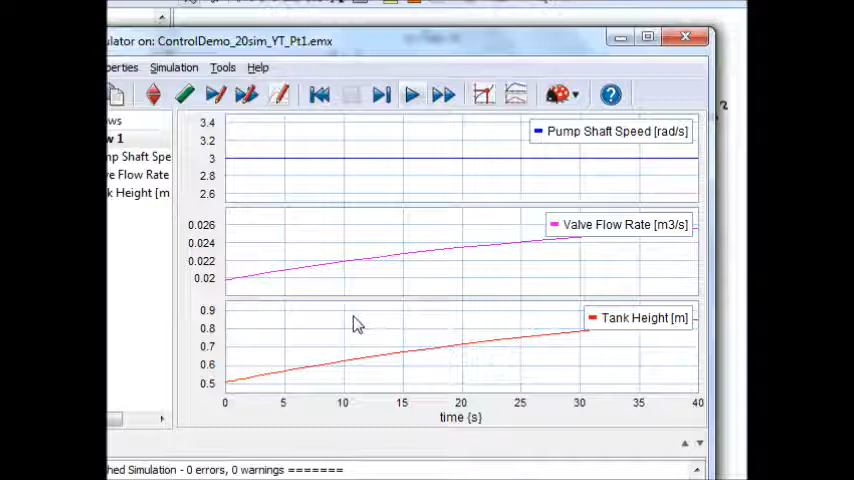 ulator on: ControlDemo_20sim_YT_Pt1.emx
perties Simulation Tools Help
ows
w 1
mp Shaft Spe
ve Flow Rate
k Height [m
3.4
3.2
3
2.8
2.6
Pump Shaft Speed [rad/s]
0.026
0.024
0.022
0.02
Valve Flow Rate [m3/s]
0.9
0.8
0.7
0.6
0.5
Tank Height [m]
0 5 10 15 20 25 30 35 40
time {s}
hed Simulation - 0 errors, 0 warnings =======